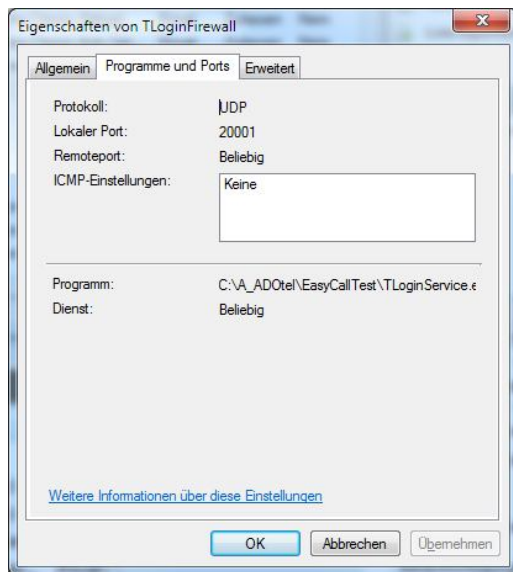 Eigenschaften von TLoginFirewall
Allgemein Programme und Ports Erweitert
Protokoll: UDP
Lokaler Port: 20001
Remoteport: Beliebig
ICMP-Einstellungen: Keine
Programm: C:\A_ADOtel\EasyCallTest\TLoginService.e
Dienst: Beliebig
Weitere Informationen über diese Einstellungen
OK Abbrechen Übernehmen